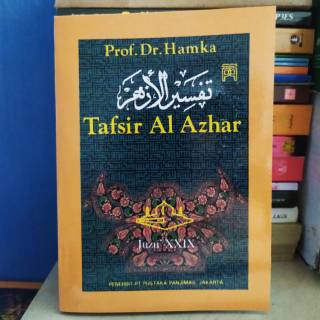 Prof. Dr. Hamka
تفسير الأزهر
Tafsir Al Azhar
Juzu' XXIX
PENERBIT PT PUSTAKA PANJIMAS, JAKARTA